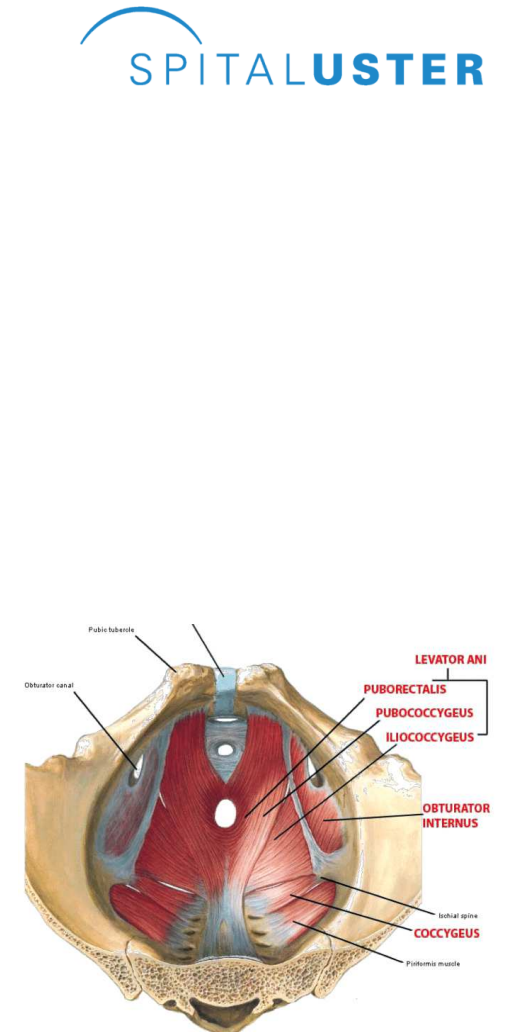 SPITALUSTER
Pubic tubercle
LEVATOR ANI
Obturator canal
PUBORECTALIS
PUBOCOCCYGEUS
ILIOCOCCYGEUS
OBTURATOR
INTERNUS
Ischial spine
COCCYGEUS
Piriformis muscle